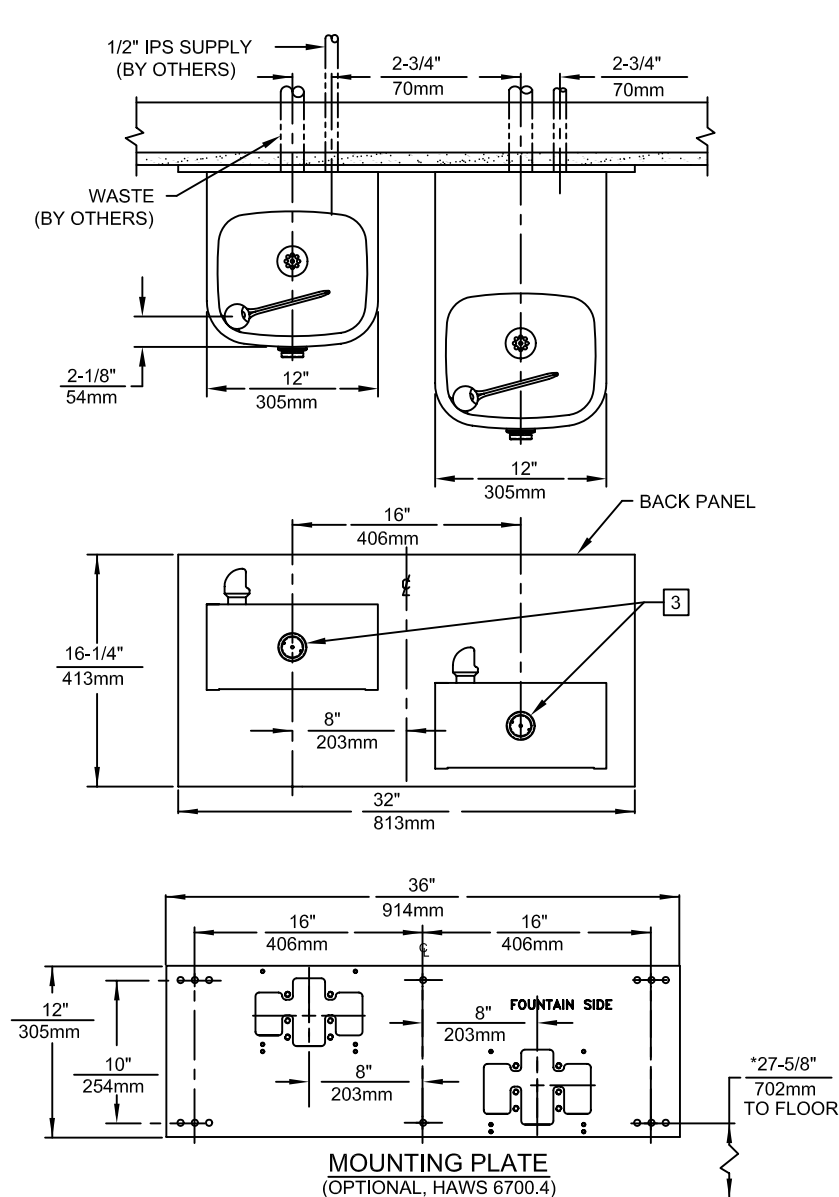 1/2" IPS SUPPLY
(BY OTHERS)
2-3/4"
70mm
2-3/4"
70mm
WASTE
(BY OTHERS)
2-1/8"
54mm
12"
305mm
12"
305mm
BACK PANEL
16"
406mm
℄
3
16-1/4"
413mm
8"
203mm
32"
813mm
36"
914mm
16"
406mm
16"
406mm
℄
12"
305mm
10"
254mm
FOUNTAIN SIDE
8"
203mm
8"
203mm
*27-5/8"
702mm
TO FLOOR
MOUNTING PLATE
(OPTIONAL, HAWS 6700.4)